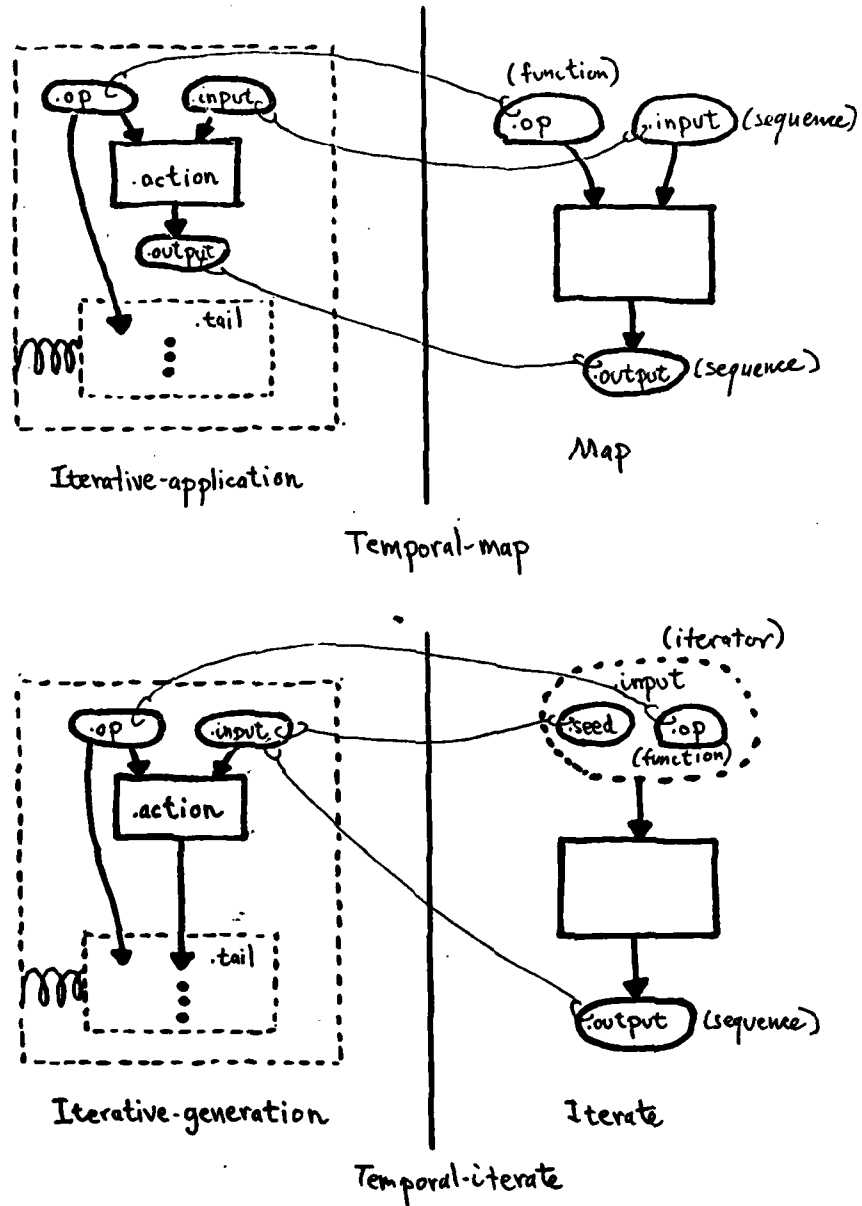 (function)
.op .input .op .input (sequence)
.action
.output
.tail
.output (sequence)
Map
Iterative-application
Temporal-map
(iterator)
.input
.op .input .seed .op
(function)
.action
.tail
.output (sequence)
Iterative-generation Iterate
Temporal-iterate